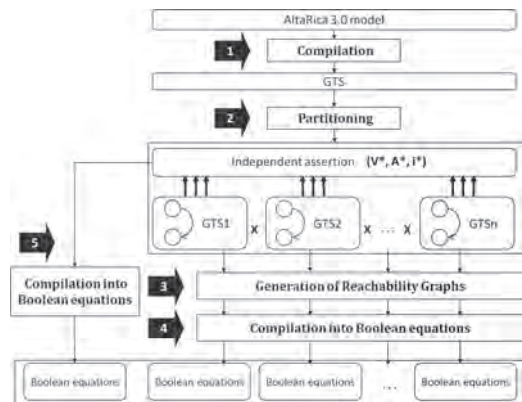 AltaRica 3.0 model
1
Compilation
GTS
2
Partitioning
Independent assertion (V*, A*, i*)
GTS1 x GTS2 x ... x GTSn
5
Compilation into
Boolean equations
3
Generation of Reachability Graphs
4
Compilation into Boolean equations
Boolean equations
Boolean equations
Boolean equations
...
Boolean equations